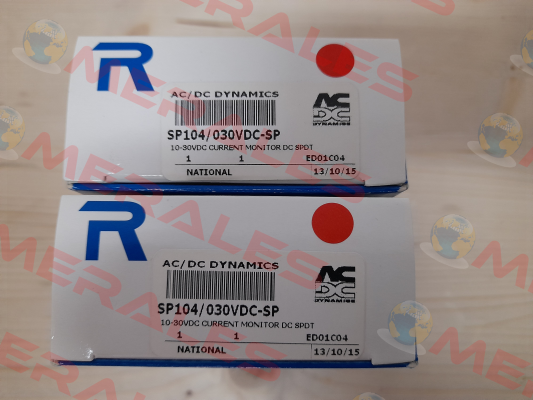 R
AC/DC DYNAMICS
AC
DC
DYNAMICS
SP104/030VDC-SP
10-30VDC CURRENT MONITOR DC SPDT
1 1 ED01C04
NATIONAL 13/10/15
R
AC/DC DYNAMICS
AC
DC
DYNAMICS
SP104/030VDC-SP
10-30VDC CURRENT MONITOR DC SPDT
1 1 ED01C04
NATIONAL 13/10/15
MERALES
MERALES